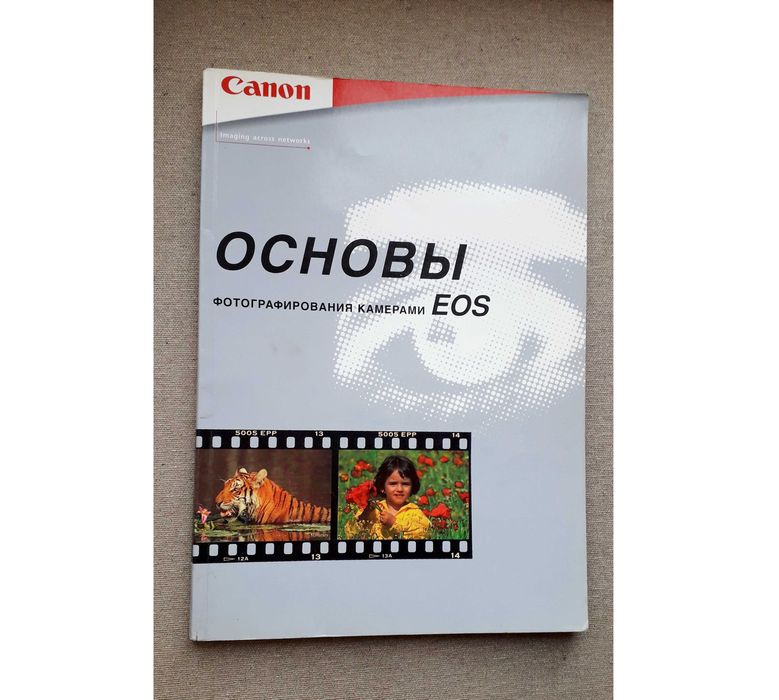 Canon
Imaging across networks
ОСНОВЫ
ФОТОГРАФИРОВАНИЯ КАМЕРАМИ EOS
5005 EPP 13 5005 EPP 14
12A 13 13A 14